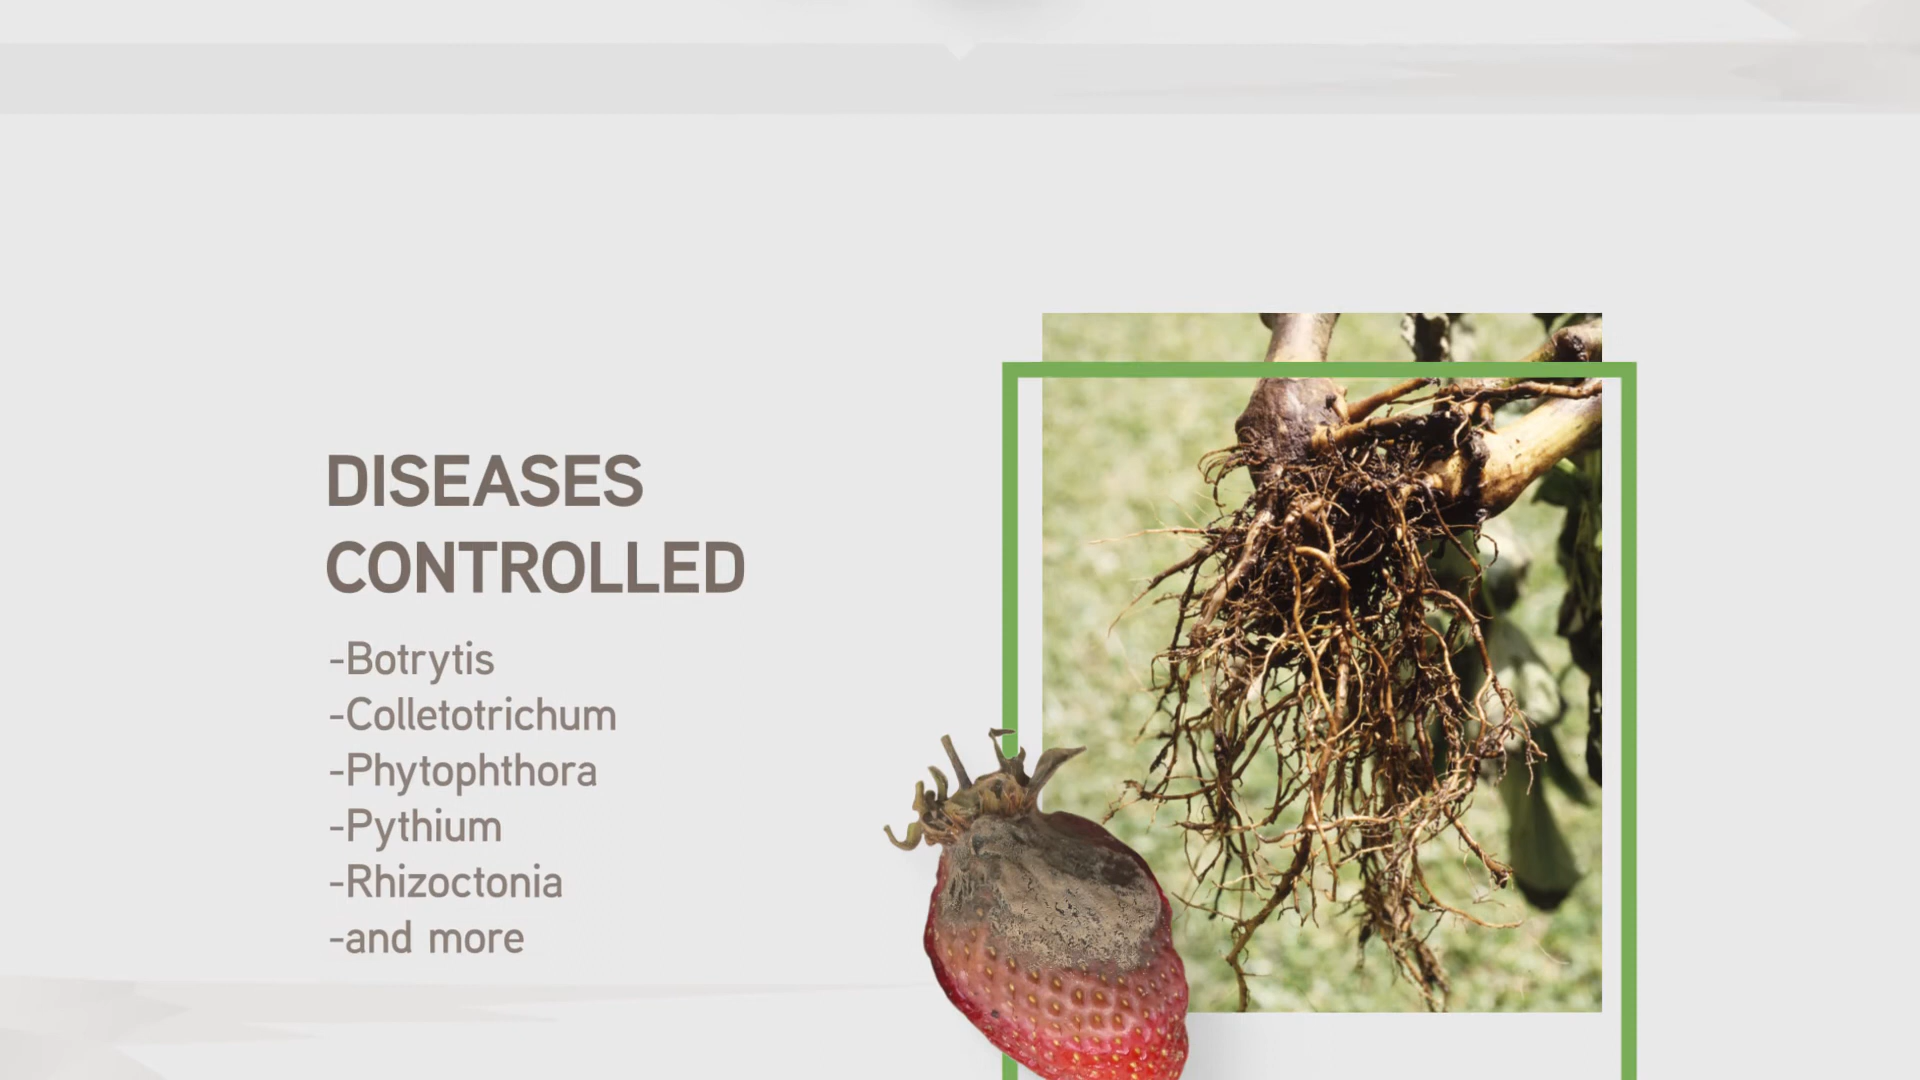 DISEASES
CONTROLLED
-Botrytis
-Colletotrichum
-Phytophthora
-Pythium
-Rhizoctonia
-and more